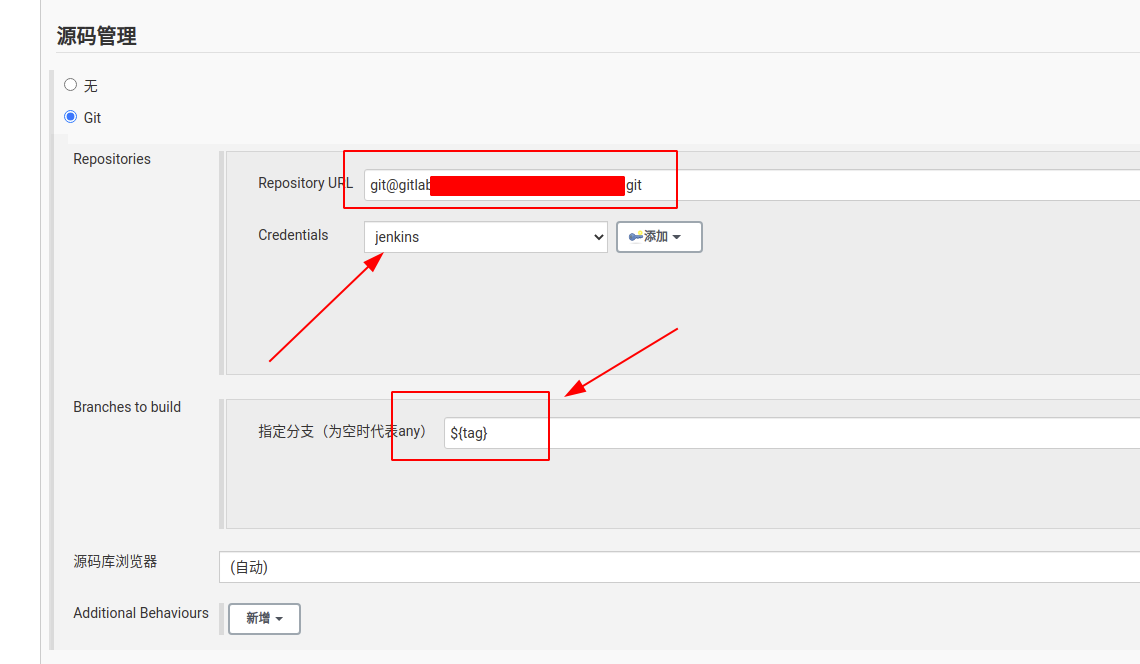 源码管理
无
Git
Repositories
Repository URL
git@gitlab
git
Credentials
jenkins
添加
Branches to build
指定分支（为空时代表any）
${tag}
源码库浏览器
(自动)
Additional Behaviours
新增